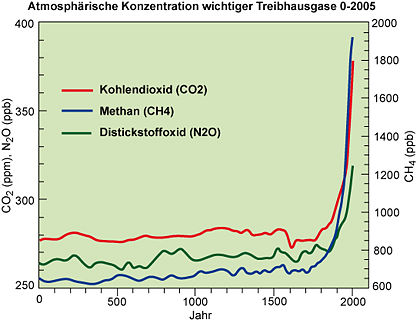 Atmosphärische Konzentration wichtiger Treibhausgase 0-2005
400
350
300
250
CO2 (ppm), N2O (ppb)
Kohlendioxid (CO2)
Methan (CH4)
Distickstoffoxid (N2O)
2000
1800
1600
1400
1200
1000
800
600
CH4 (ppb)
0 500 1000 1500 2000
Jahr